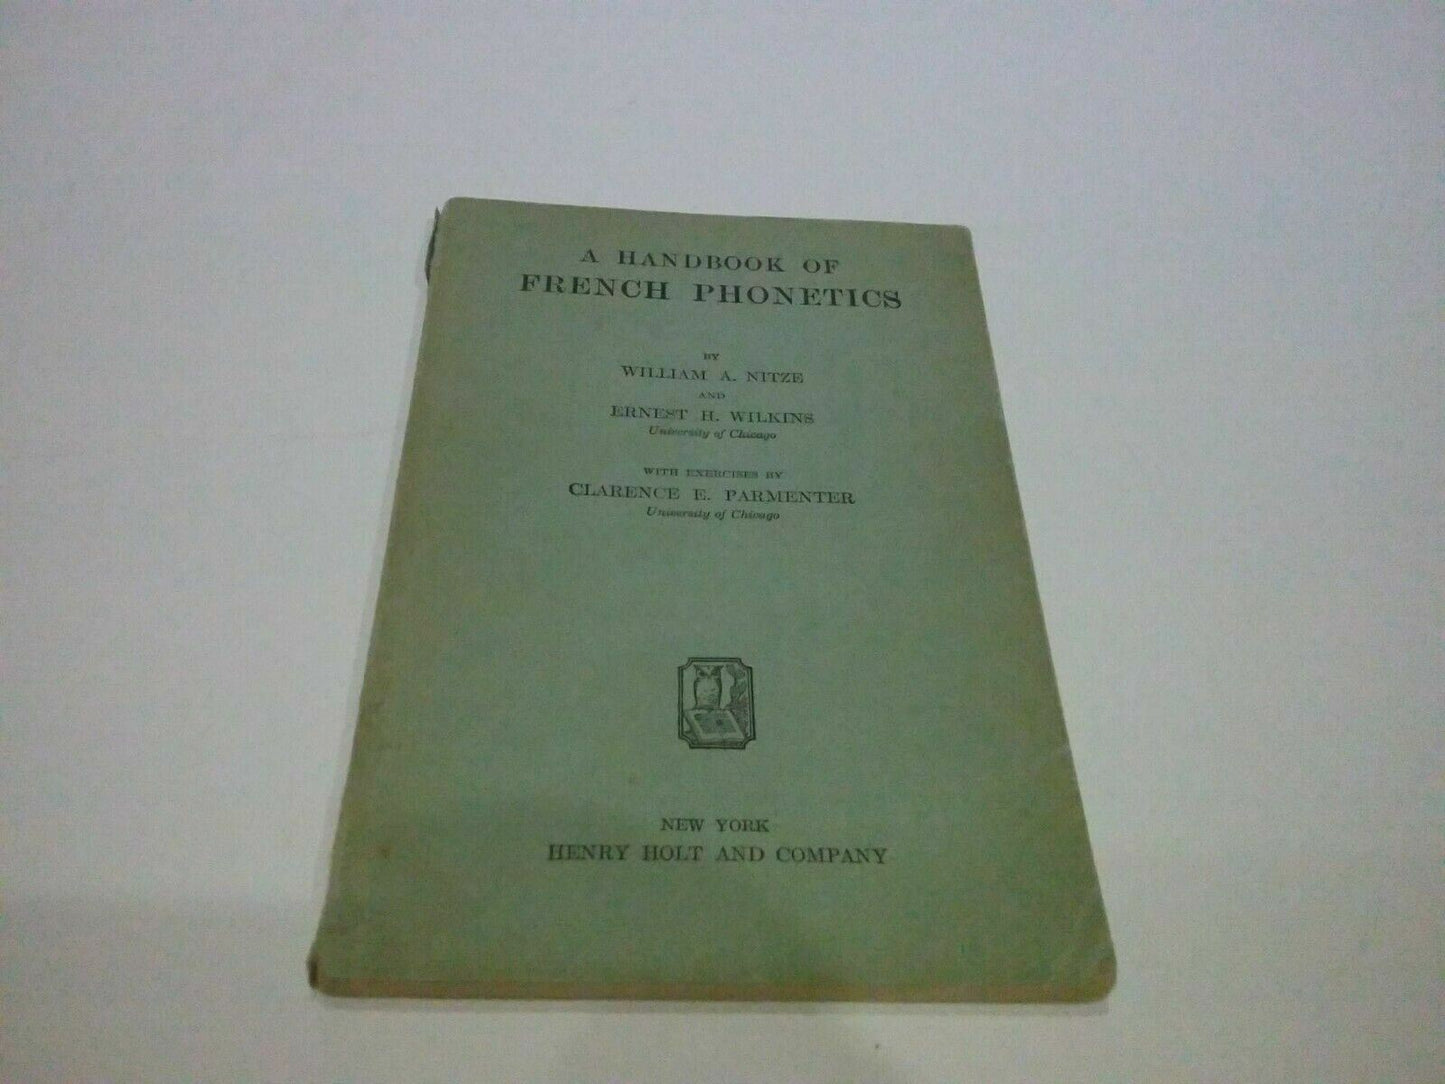 A HANDBOOK OF
FRENCH PHONETICS
BY
WILLIAM A. NITZE
AND
ERNEST H. WILKINS
University of Chicago
WITH EXERCISES BY
CLARENCE E. PARMENTER
University of Chicago
NEW YORK
HENRY HOLT AND COMPANY